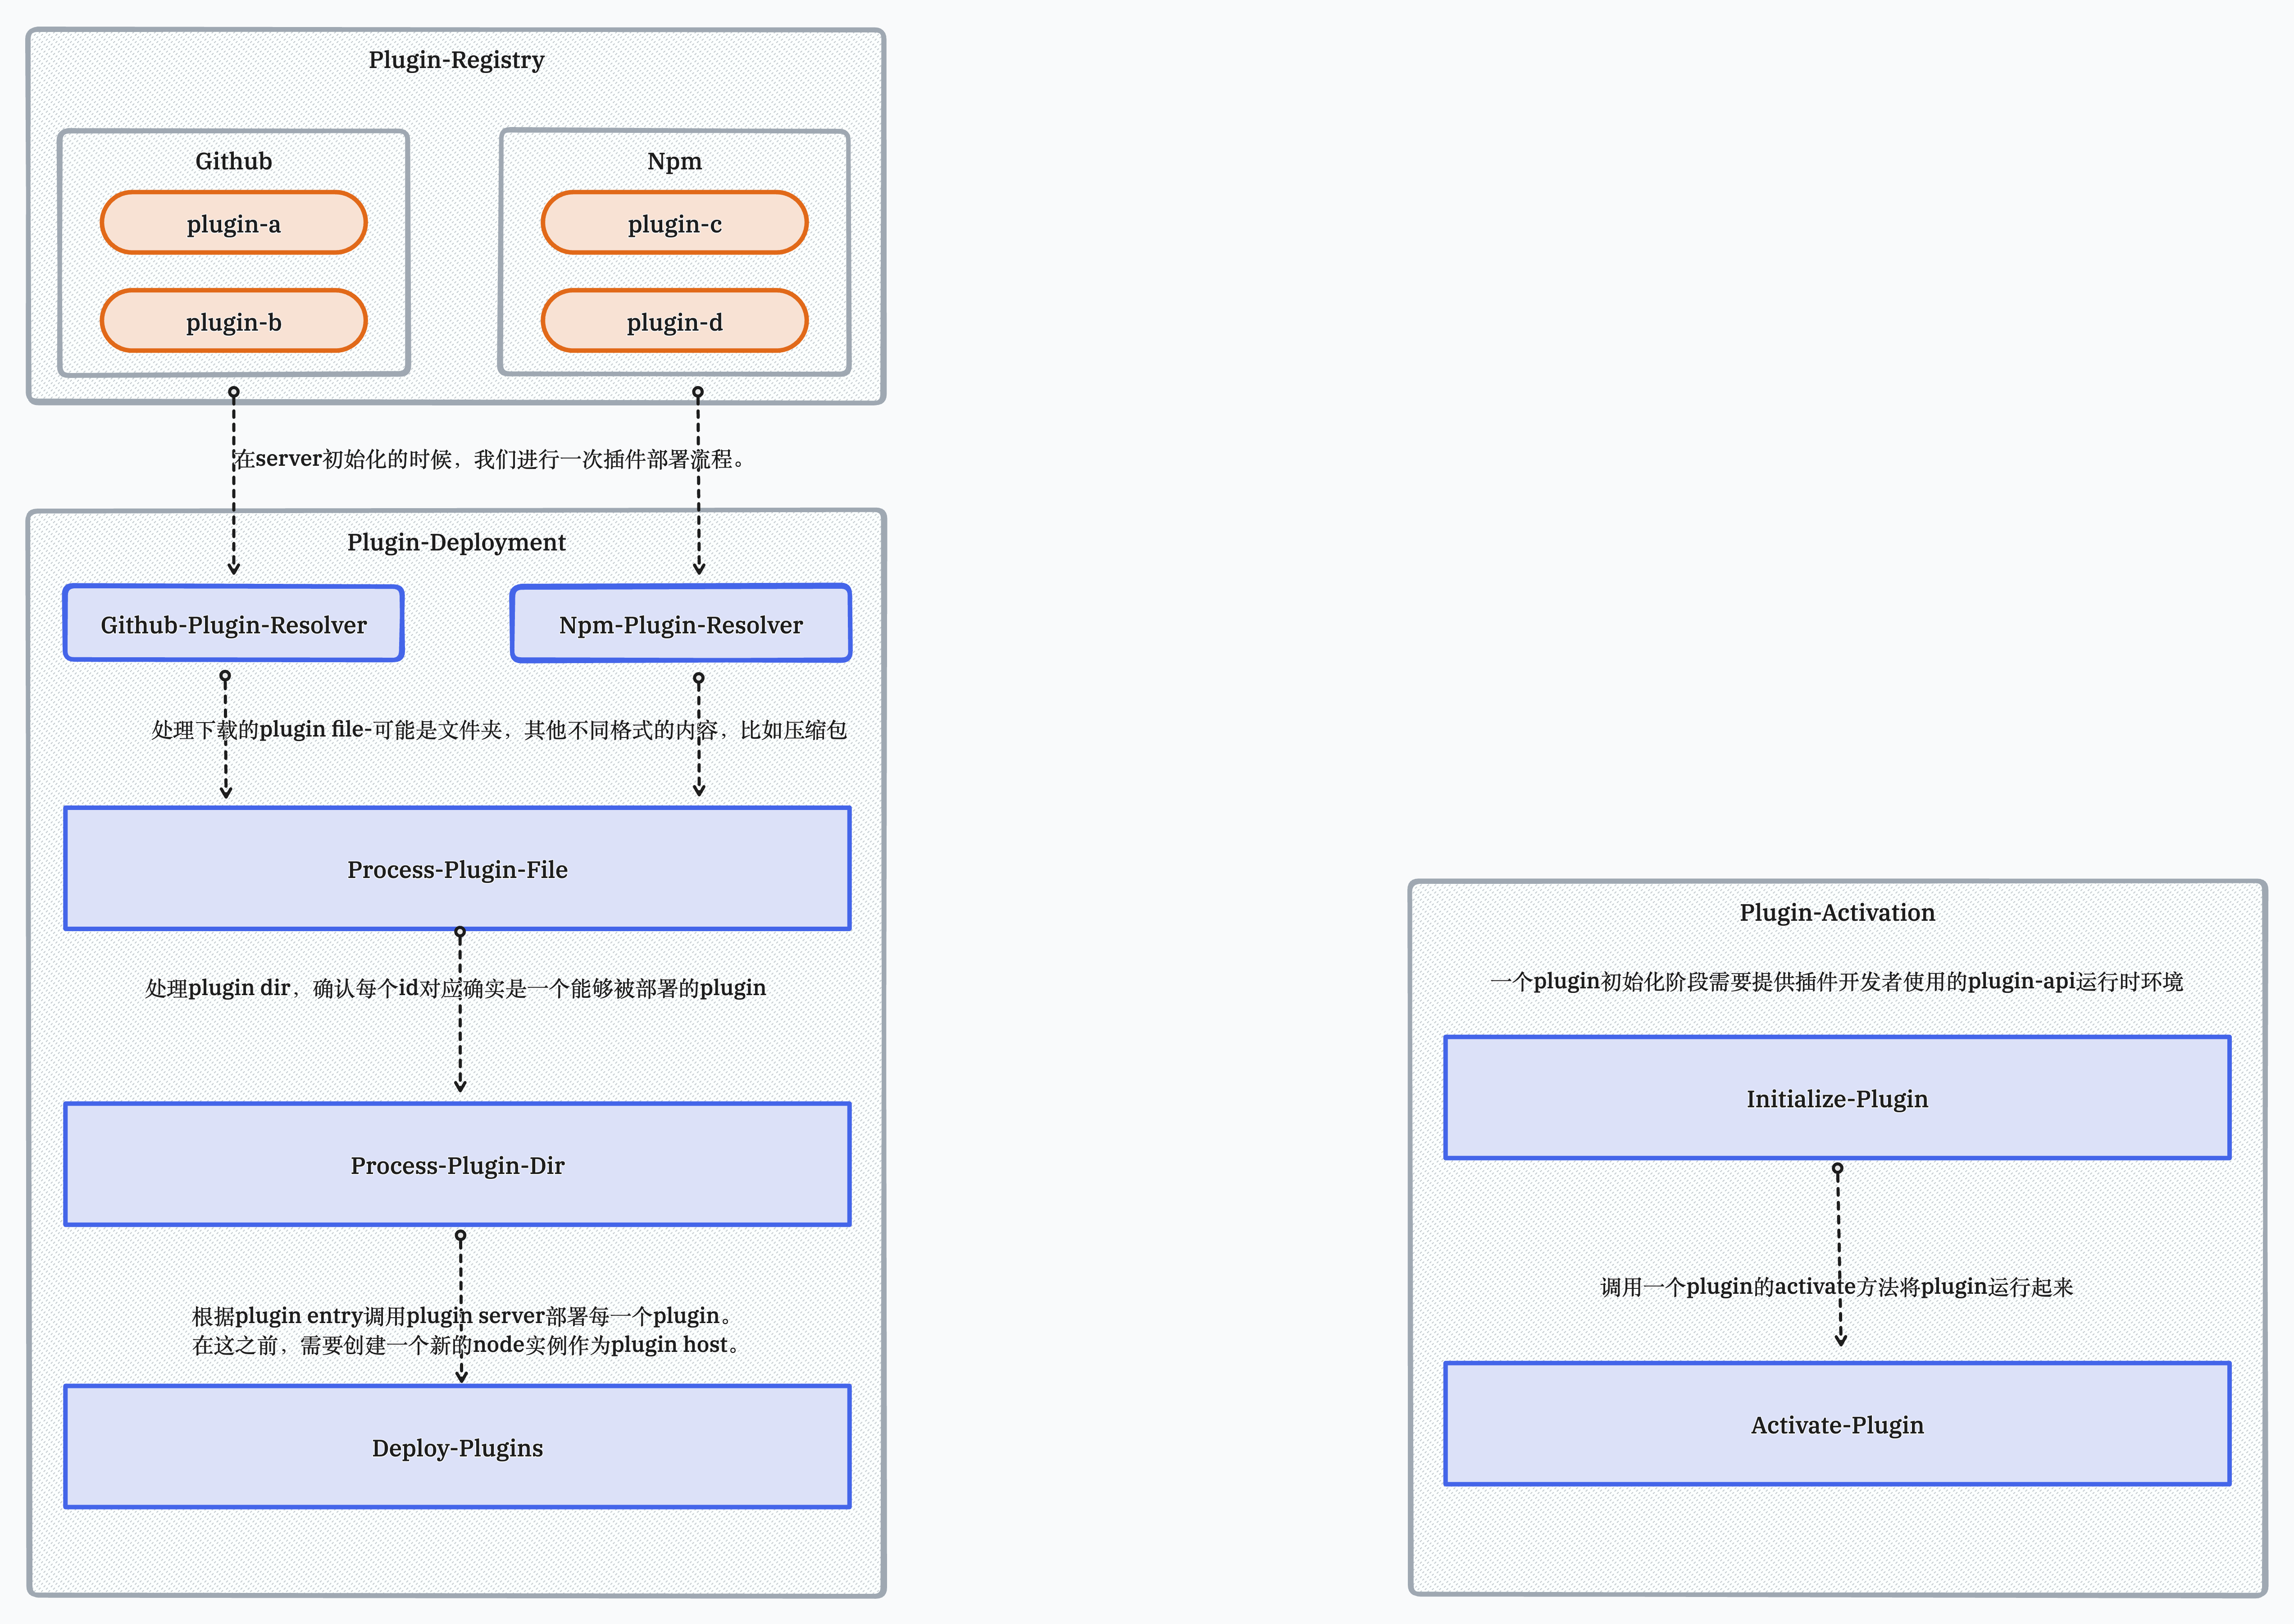 Plugin-Registry
Github
plugin-a
plugin-b
Npm
plugin-c
plugin-d
在server初始化的时候，我们进行一次插件部署流程。
Plugin-Deployment
Github-Plugin-Resolver
Npm-Plugin-Resolver
处理下载的plugin file-可能是文件夹，其他不同格式的内容，比如压缩包
Process-Plugin-File
处理plugin dir，确认每个id对应确实是一个能够被部署的plugin
Process-Plugin-Dir
根据plugin entry调用plugin server部署每一个plugin。
在这之前，需要创建一个新的node实例作为plugin host。
Deploy-Plugins
Plugin-Activation
一个plugin初始化阶段需要提供插件开发者使用的plugin-api运行时环境
Initialize-Plugin
调用一个plugin的activate方法将plugin运行起来
Activate-Plugin